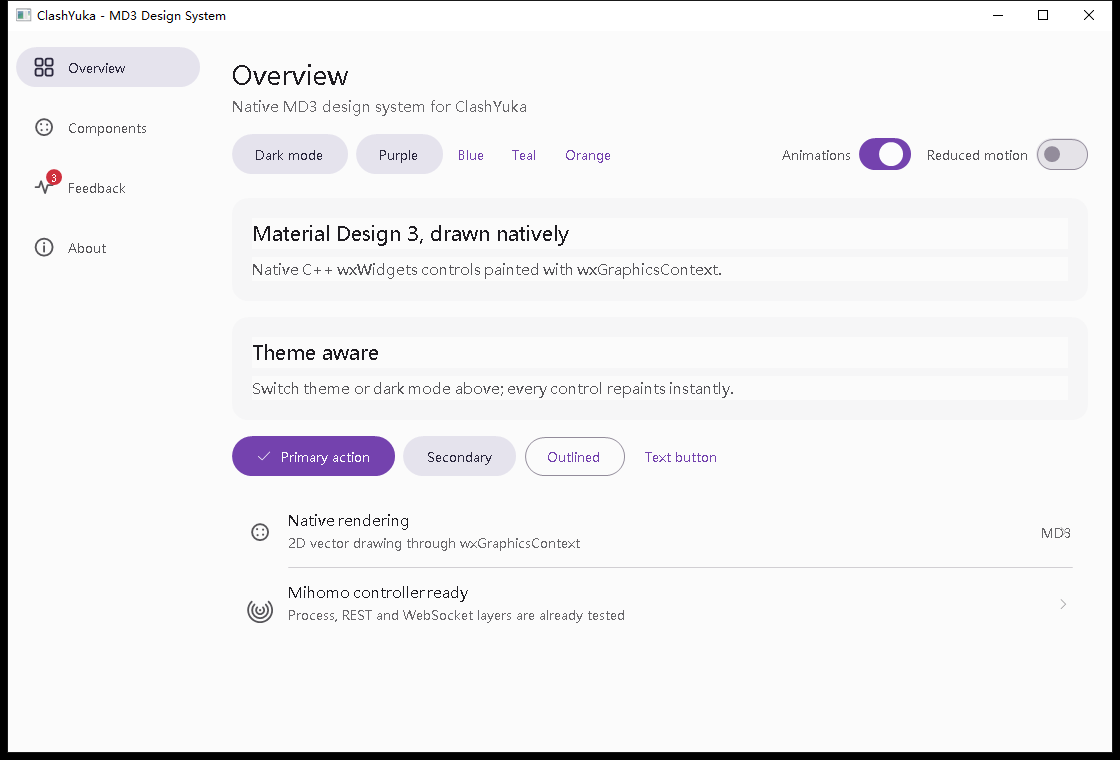 ClashYuka - MD3 Design System
Overview
Components
3
Feedback
About
Overview
Native MD3 design system for ClashYuka
Dark mode Purple Blue Teal Orange Animations Reduced motion
Material Design 3, drawn natively
Native C++ wxWidgets controls painted with wxGraphicsContext.
Theme aware
Switch theme or dark mode above; every control repaints instantly.
Primary action Secondary Outlined Text button
Native rendering
2D vector drawing through wxGraphicsContext
MD3
Mihomo controller ready
Process, REST and WebSocket layers are already tested